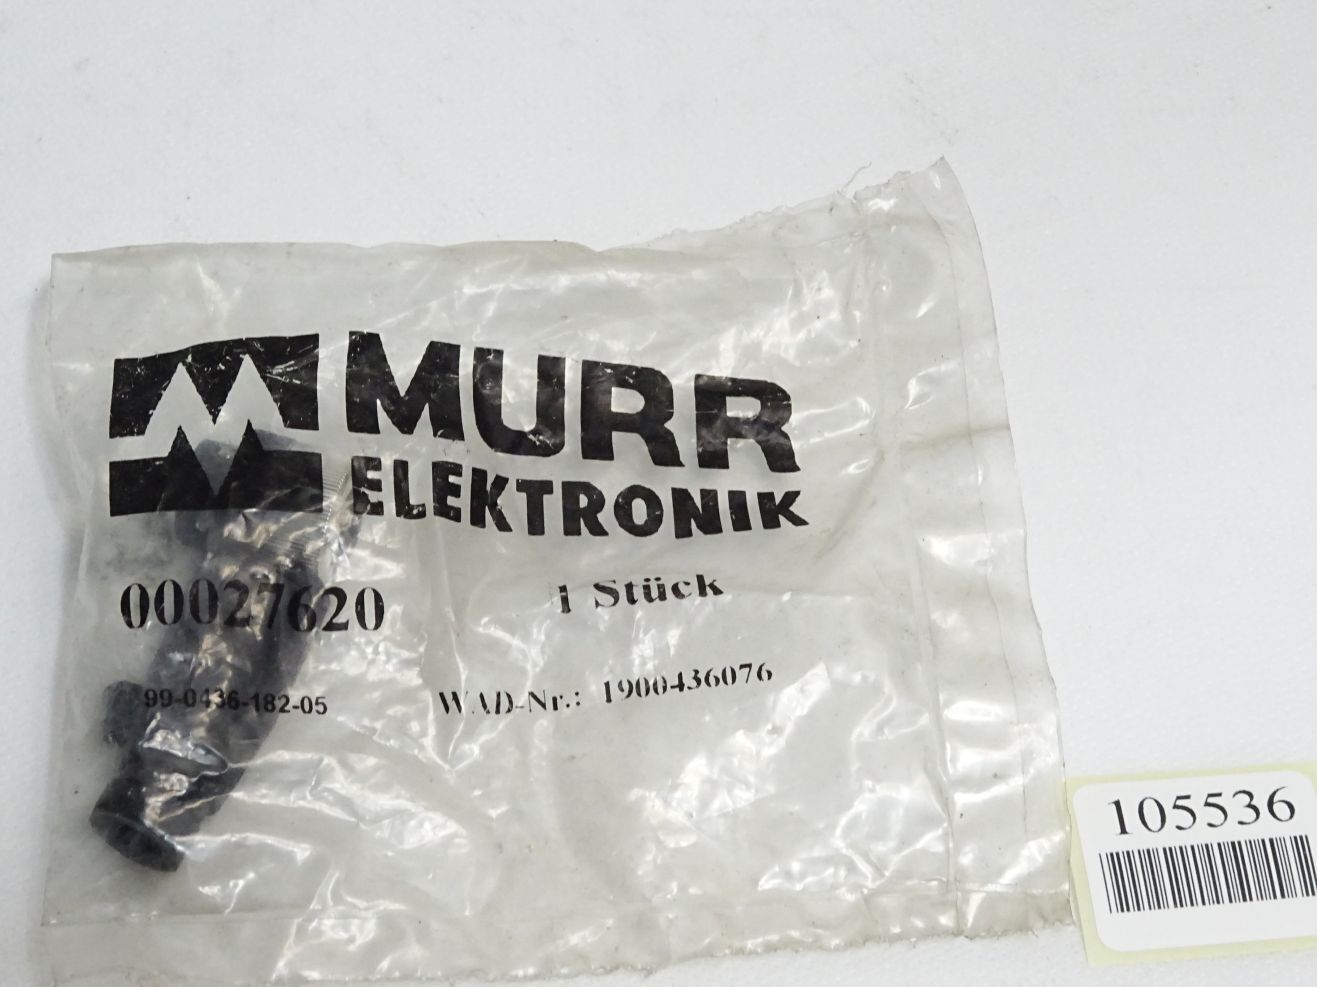 MURR
ELEKTRONIK
00027620
1 Stück
99-0436-182-05
WAD-Nr.: 1900436076
105536